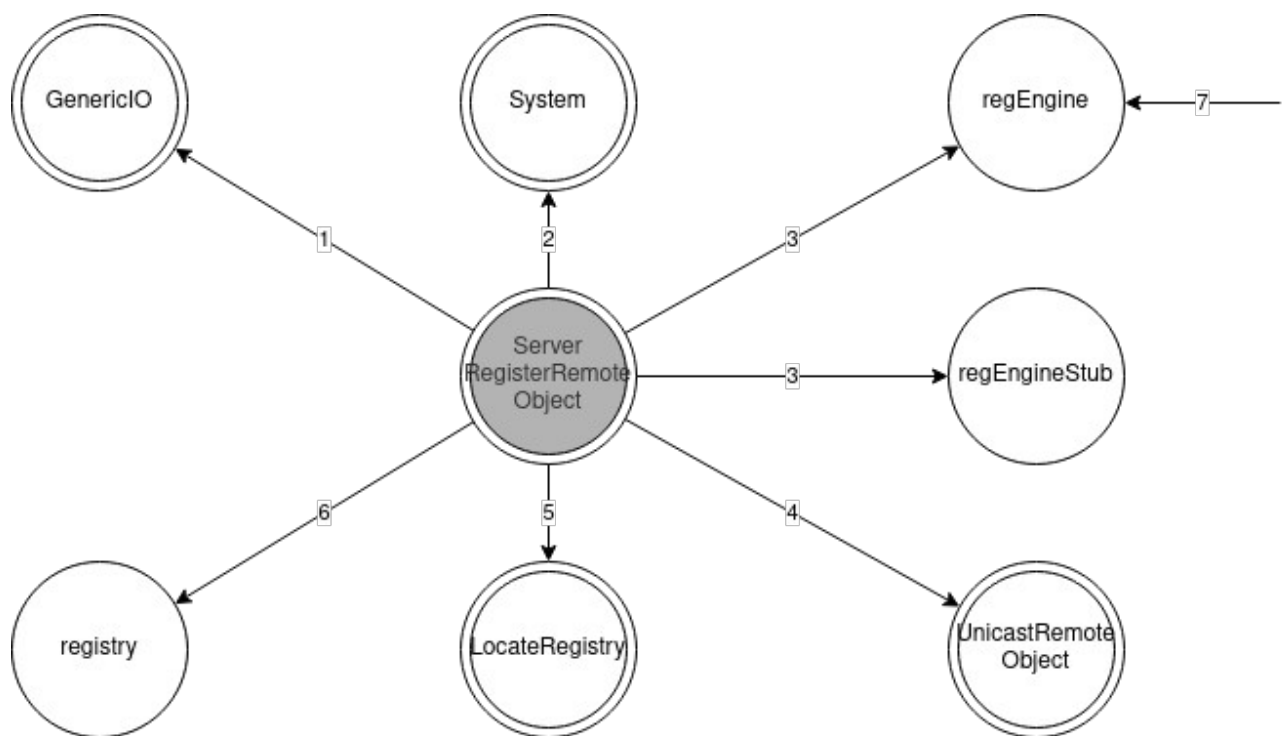 GenericIO
System
regEngine
7
1
2
3
Server
RegisterRemote
Object
3
regEngineStub
6
5
4
registry
LocateRegistry
UnicastRemote
Object